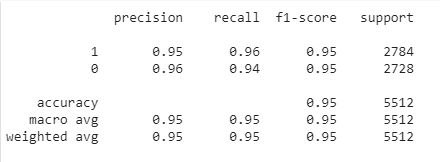 precision recall f1-score support
1 0.95 0.96 0.95 2784
0 0.96 0.94 0.95 2728
accuracy 0.95 5512
macro avg 0.95 0.95 0.95 5512
weighted avg 0.95 0.95 0.95 5512